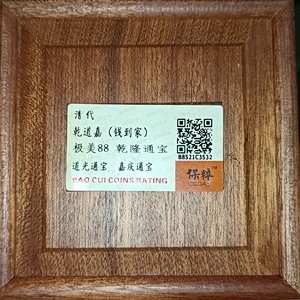 清代
乾道嘉（钱到家）
极美88 乾隆通宝
道光通宝 嘉庆通宝
BAO CUI COINS RATING
B8521C3532
保粹